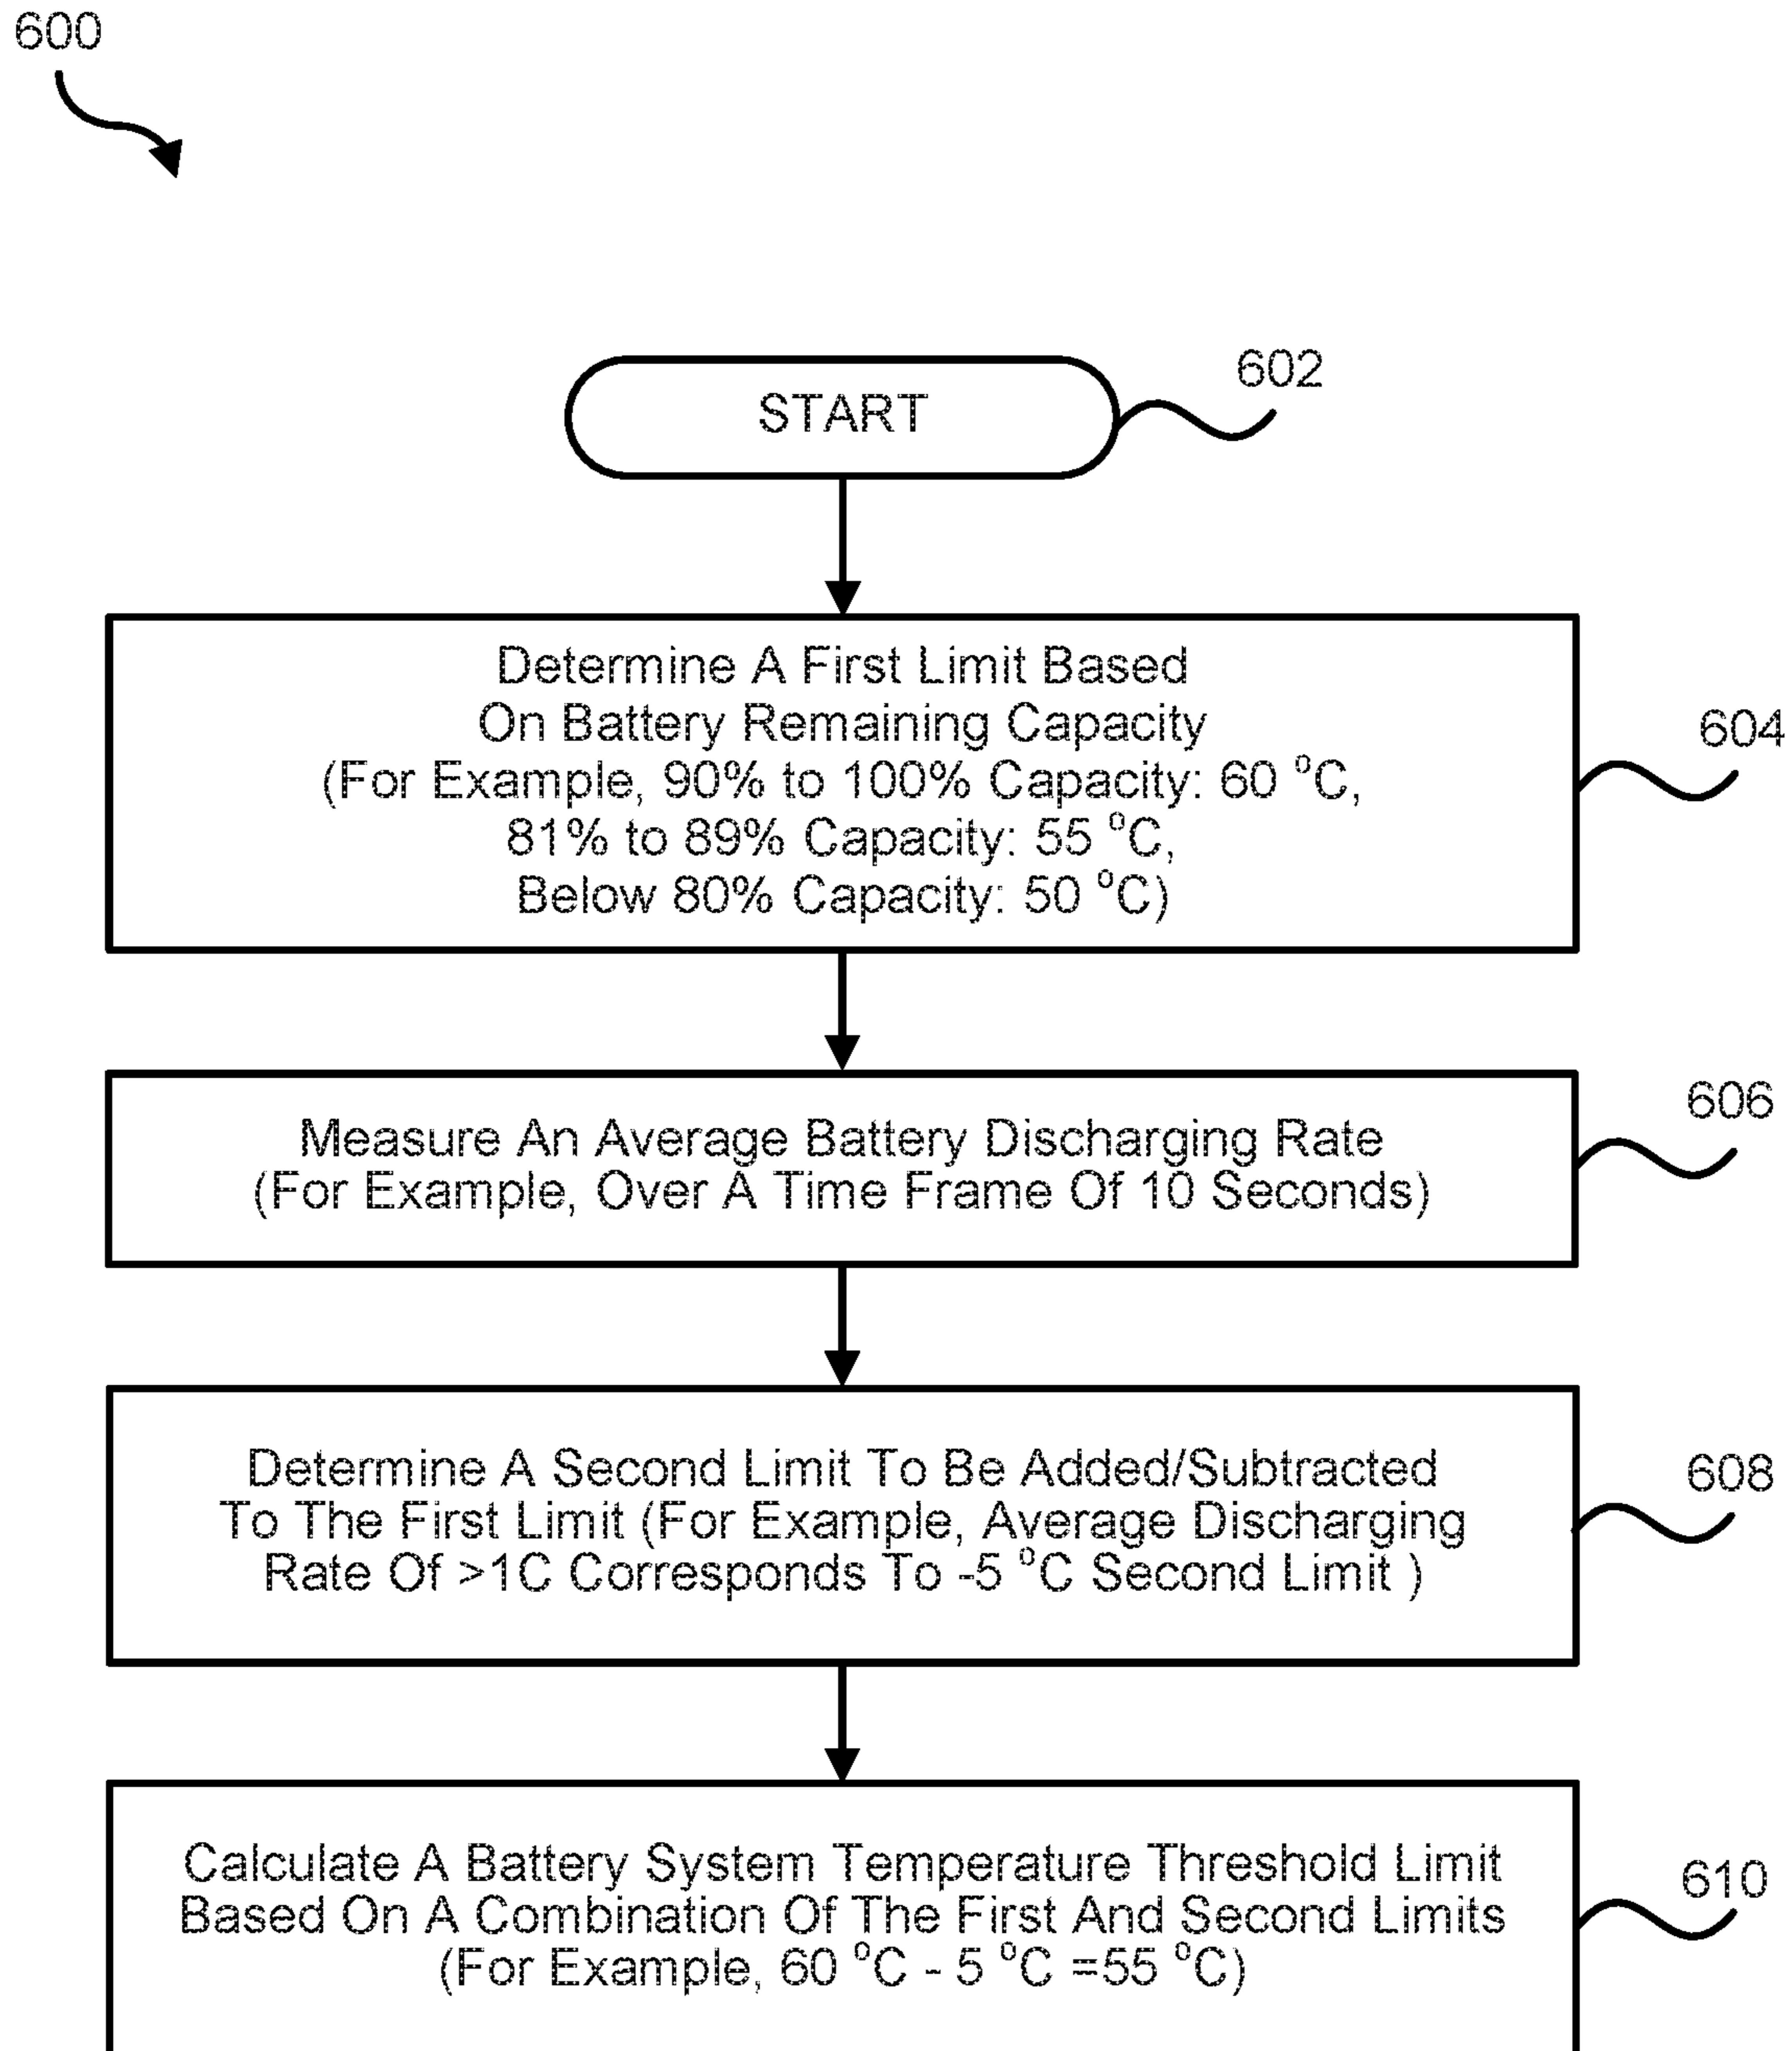 600
START
602
Determine A First Limit Based
On Battery Remaining Capacity
(For Example, 90% to 100% Capacity: 60 °C,
81% to 89% Capacity: 55 °C,
Below 80% Capacity: 50 °C)
604
Measure An Average Battery Discharging Rate
(For Example, Over A Time Frame Of 10 Seconds)
606
Determine A Second Limit To Be Added/Subtracted
To The First Limit (For Example, Average Discharging
Rate Of >1C Corresponds To -5 °C Second Limit )
608
Calculate A Battery System Temperature Threshold Limit
Based On A Combination Of The First And Second Limits
(For Example, 60 °C - 5 °C =55 °C)
610